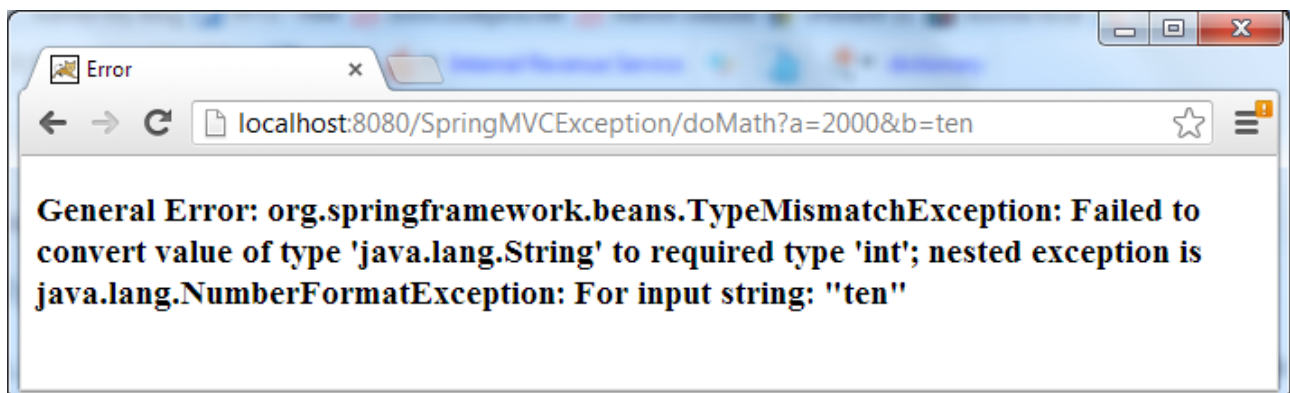 Error
localhost:8080/SpringMVCException/doMath?a=2000&b=ten
General Error: org.springframework.beans.TypeMismatchException: Failed to
convert value of type 'java.lang.String' to required type 'int'; nested exception is
java.lang.NumberFormatException: For input string: "ten"